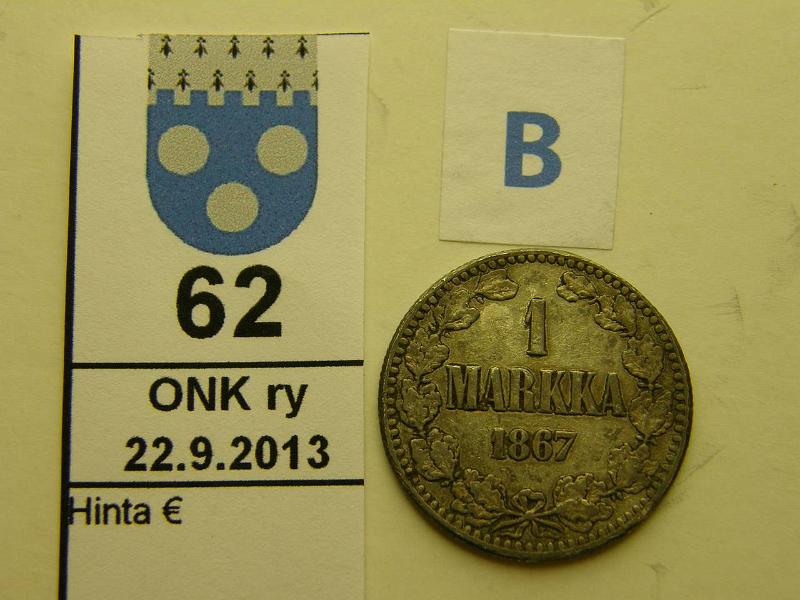 62
ONK ry
22.9.2013
Hinta €
B
1
MARKKA
1867